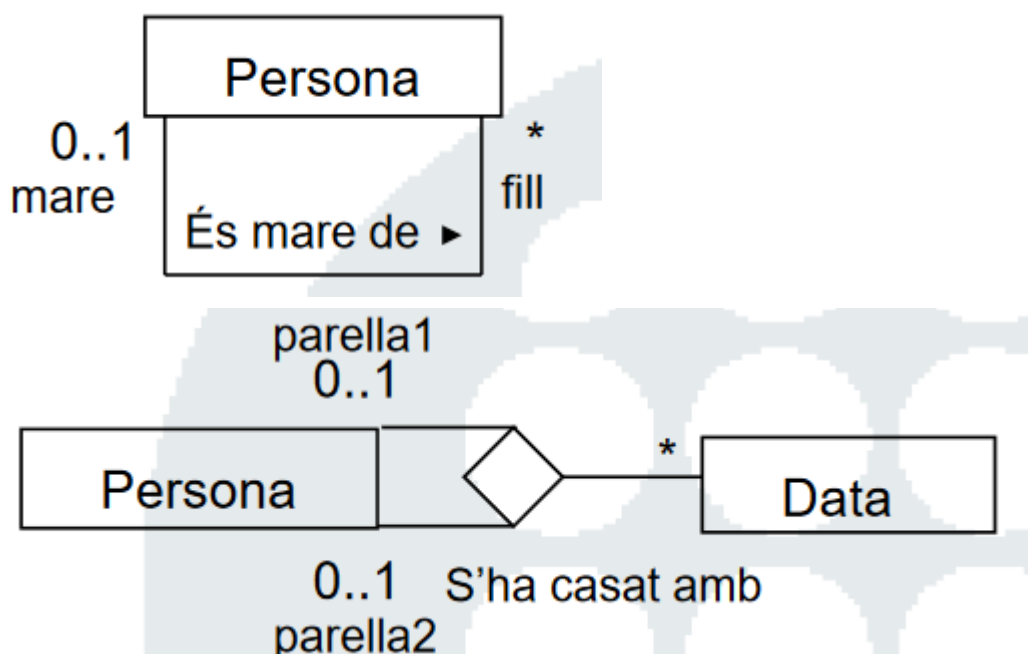 Persona
0..1
*
mare
fill
És mare de ►
parella1
0..1
*
Persona
Data
0..1
S'ha casat amb
parella2